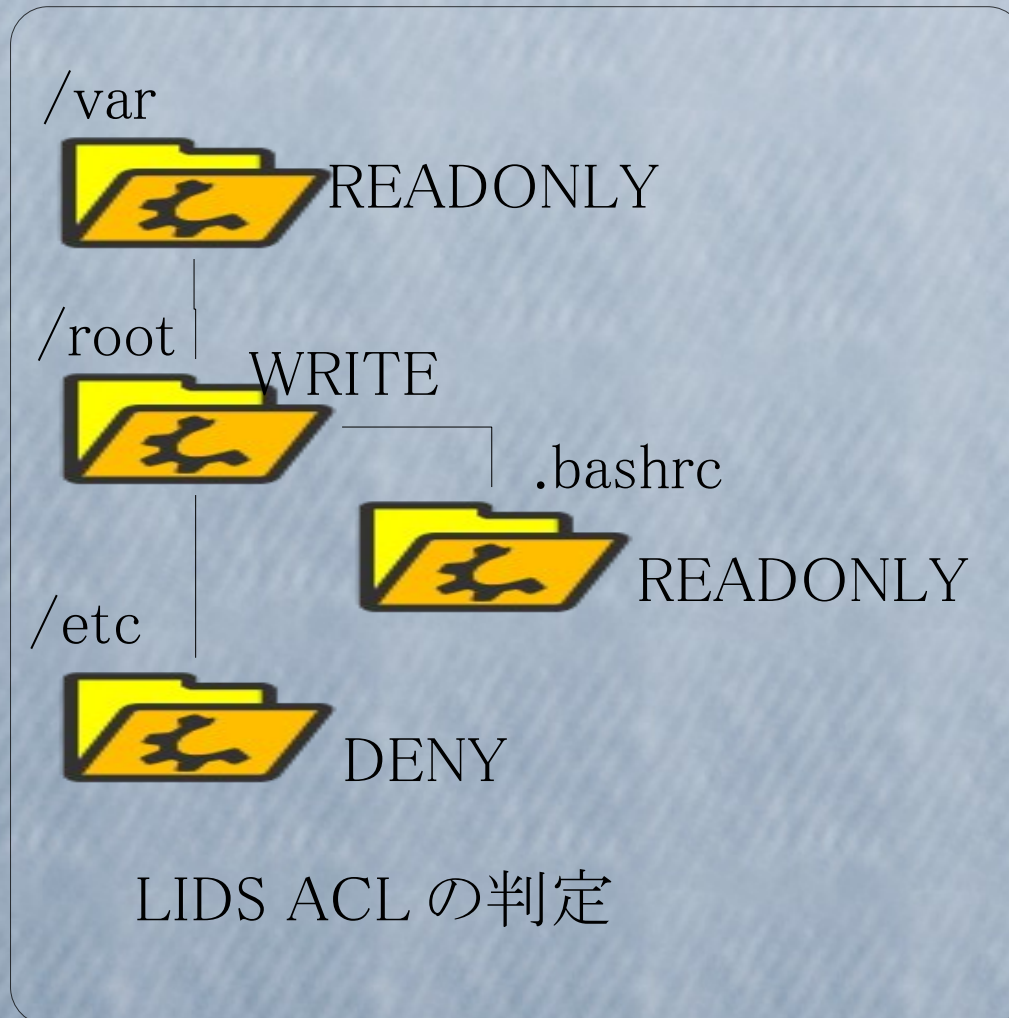 /var
READONLY
/root
WRITE
.bashrc
READONLY
/etc
DENY
LIDS ACL の判定